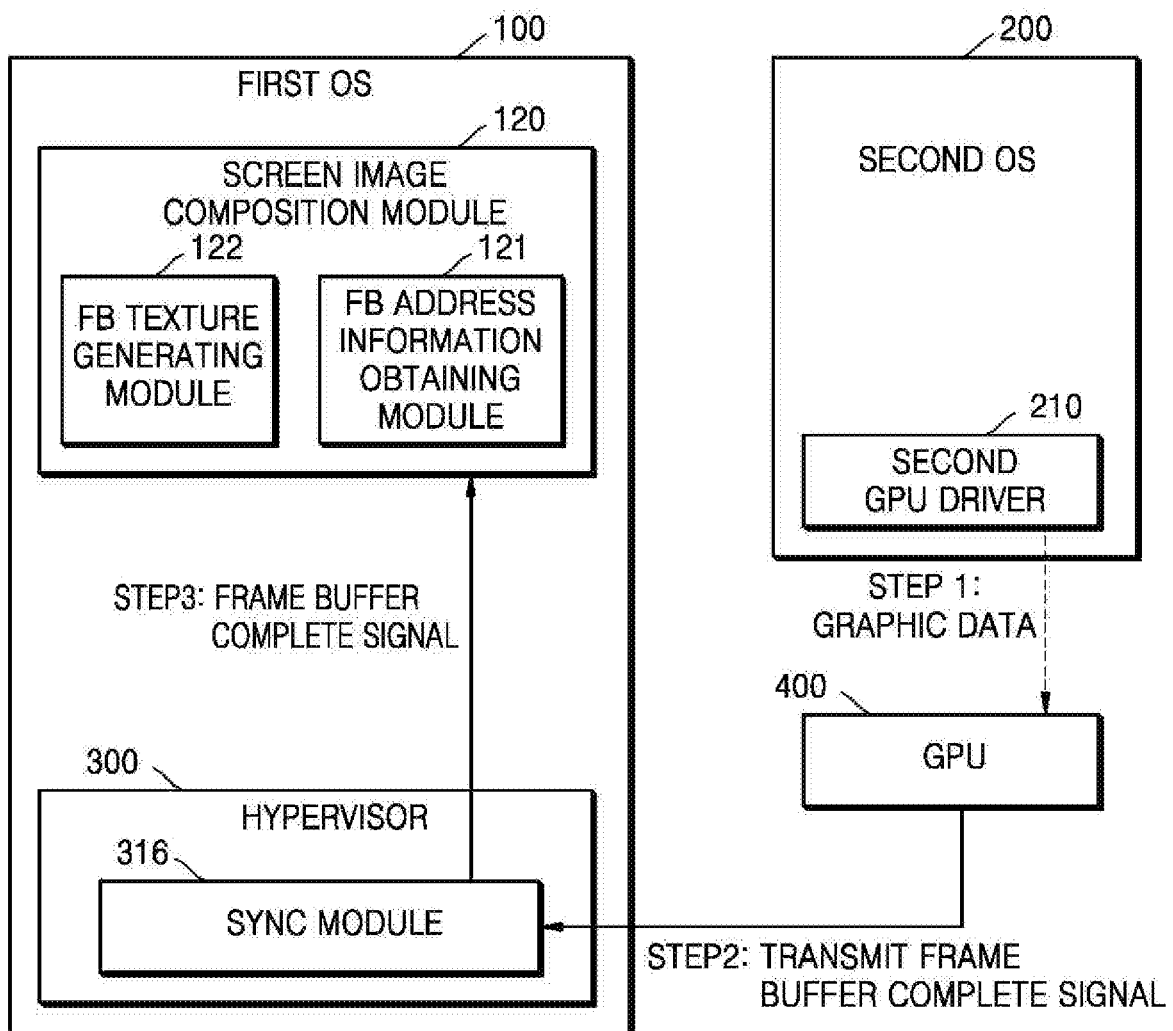 100
FIRST OS
120
SCREEN IMAGE
COMPOSITION MODULE
122
FB TEXTURE
GENERATING
MODULE
121
FB ADDRESS
INFORMATION
OBTAINING
MODULE
200
SECOND OS
210
SECOND
GPU DRIVER
STEP 1:
GRAPHIC DATA
400
GPU
STEP3: FRAME BUFFER
COMPLETE SIGNAL
300
HYPERVISOR
316
SYNC MODULE
STEP2: TRANSMIT FRAME
BUFFER COMPLETE SIGNAL